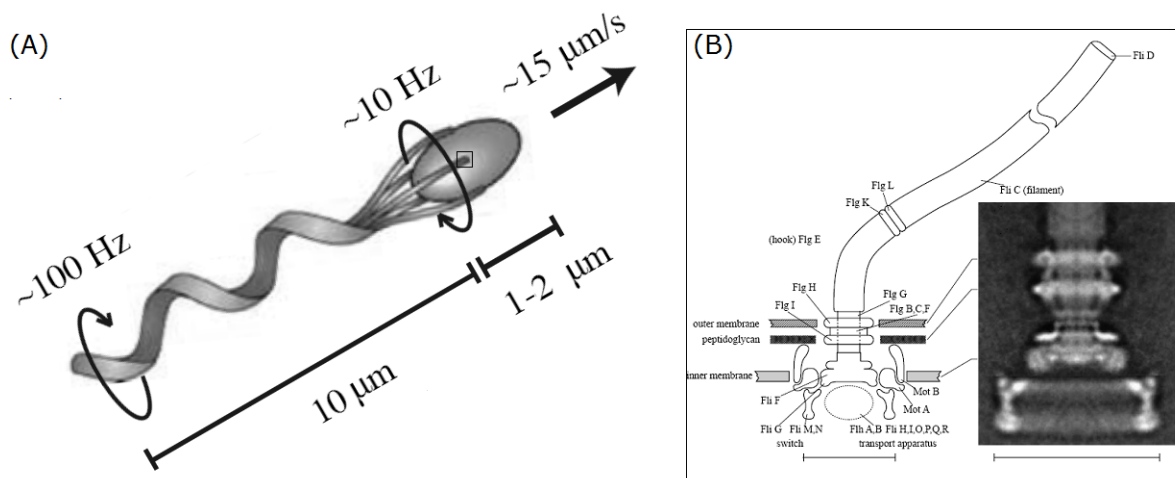 (A)
~15 μm/s
~10 Hz
~100 Hz
1-2 μm
10 μm
(B)
Fli D
Flg L
Flg K
Fli C (filament)
(hook) Flg E
Flg H
Flg G
Flg I
Flg B,C,F
outer membrane
peptidoglycan
inner membrane
Mot B
Fli F
Mot A
Fli G Fli M,N Flh A,B Fli H,I,O,P,Q,R
switch transport apparatus